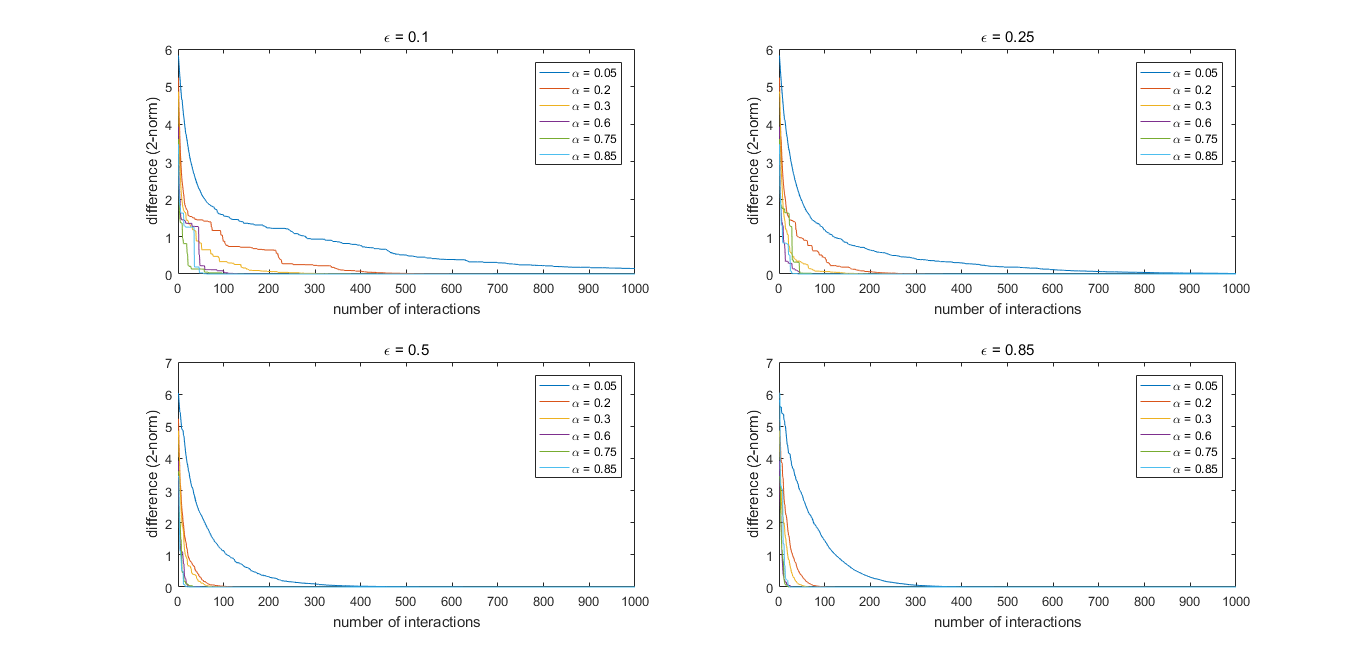 ϵ = 0.1
difference (2-norm)
6
5
4
3
2
1
0
α = 0.05
α = 0.2
α = 0.3
α = 0.6
α = 0.75
α = 0.85
0 100 200 300 400 500 600 700 800 900 1000
number of interactions
ϵ = 0.25
difference (2-norm)
6
5
4
3
2
1
0
α = 0.05
α = 0.2
α = 0.3
α = 0.6
α = 0.75
α = 0.85
0 100 200 300 400 500 600 700 800 900 1000
number of interactions
ϵ = 0.5
difference (2-norm)
7
6
5
4
3
2
1
0
α = 0.05
α = 0.2
α = 0.3
α = 0.6
α = 0.75
α = 0.85
0 100 200 300 400 500 600 700 800 900 1000
number of interactions
ϵ = 0.85
difference (2-norm)
7
6
5
4
3
2
1
0
α = 0.05
α = 0.2
α = 0.3
α = 0.6
α = 0.75
α = 0.85
0 100 200 300 400 500 600 700 800 900 1000
number of interactions